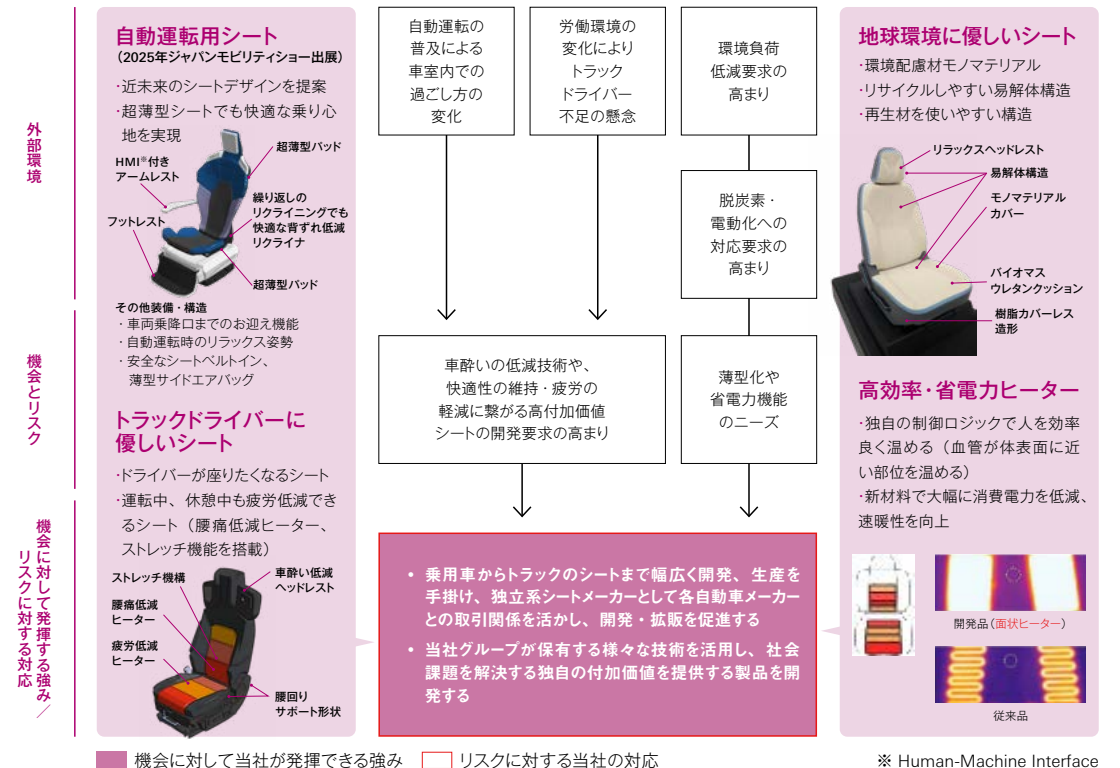 外部環境
機会とリスク
機会に対して発揮する強み／
リスクに対する対応
自動運転用シート
（2025年ジャパンモビリティショー出展）
・近未来のシートデザインを提案
・超薄型シートでも快適な乗り心
地を実現
超薄型パッド
HMI※付き
アームレスト
繰り返しの
リクライニングでも
快適な背ずれ低減
リクライナ
フットレスト
超薄型パッド
その他装備・構造
・車両乗降口までのお迎え機能
・自動運転時のリラックス姿勢
・安全なシートベルトイン、
薄型サイドエアバッグ
トラックドライバーに
優しいシート
・ドライバーが座りたくなるシート
・運転中、休憩中も疲労低減でき
るシート（腰痛低減ヒーター、
ストレッチ機能を搭載）
ストレッチ機構
車酔い低減
ヘッドレスト
腰痛低減
ヒーター
疲労低減
ヒーター
腰回り
サポート形状
自動運転の
普及による
車室内での
過ごし方の
変化
労働環境の
変化により
トラック
ドライバー
不足の懸念
環境負荷
低減要求の
高まり
脱炭素・
電動化への
対応要求の
高まり
車酔いの低減技術や、
快適性の維持・疲労の
軽減に繋がる高付加価値
シートの開発要求の高まり
薄型化や
省電力機能
のニーズ
• 乗用車からトラックのシートまで幅広く開発、生産を
手掛け、独立系シートメーカーとして各自動車メーカー
との取引関係を活かし、開発・拡販を促進する
• 当社グループが保有する様々な技術を活用し、社会
課題を解決する独自の付加価値を提供する製品を開
発する
地球環境に優しいシート
・環境配慮材モノマテリアル
・リサイクルしやすい易解体構造
・再生材を使いやすい構造
リラックスヘッドレスト
易解体構造
モノマテリアル
カバー
バイオマス
ウレタンクッション
樹脂カバーレス
造形
高効率・省電力ヒーター
・独自の制御ロジックで人を効率
良く温める（血管が体表面に近
い部位を温める）
・新材料で大幅に消費電力を低減、
速暖性を向上
開発品（面状ヒーター）
従来品
機会に対して当社が発揮できる強み
リスクに対する当社の対応
※ Human-Machine Interface